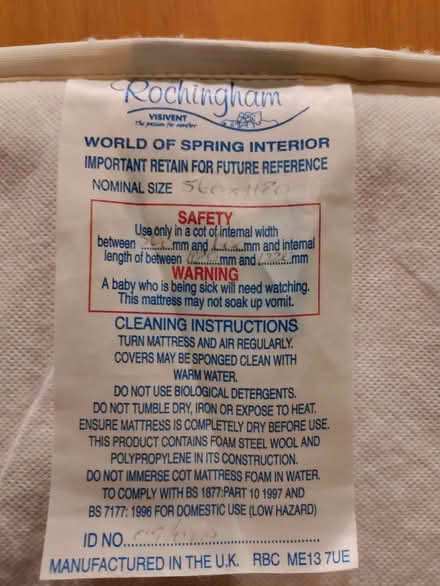 Rochingham
VISIVENT
WORLD OF SPRING INTERIOR
IMPORTANT RETAIN FOR FUTURE REFERENCE
NOMINAL SIZE 560 x 1180
SAFETY
Use only in a cot of internal width
between ..........mm and ..........mm and internal
length of between ..........mm and ..........mm
WARNING
A baby who is being sick will need watching.
This mattress may not soak up vomit.
CLEANING INSTRUCTIONS
TURN MATTRESS AND AIR REGULARLY.
COVERS MAY BE SPONGED CLEAN WITH
WARM WATER.
DO NOT USE BIOLOGICAL DETERGENTS.
DO NOT TUMBLE DRY, IRON OR EXPOSE TO HEAT.
ENSURE MATTRESS IS COMPLETELY DRY BEFORE USE.
THIS PRODUCT CONTAINS FOAM STEEL WOOL AND
POLYPROPYLENE IN ITS CONSTRUCTION.
DO NOT IMMERSE COT MATTRESS FOAM IN WATER.
TO COMPLY WITH BS 1877:PART 10 1997 AND
BS 7177: 1996 FOR DOMESTIC USE (LOW HAZARD)
ID NO.
MANUFACTURED IN THE U.K. RBC ME13 7UE